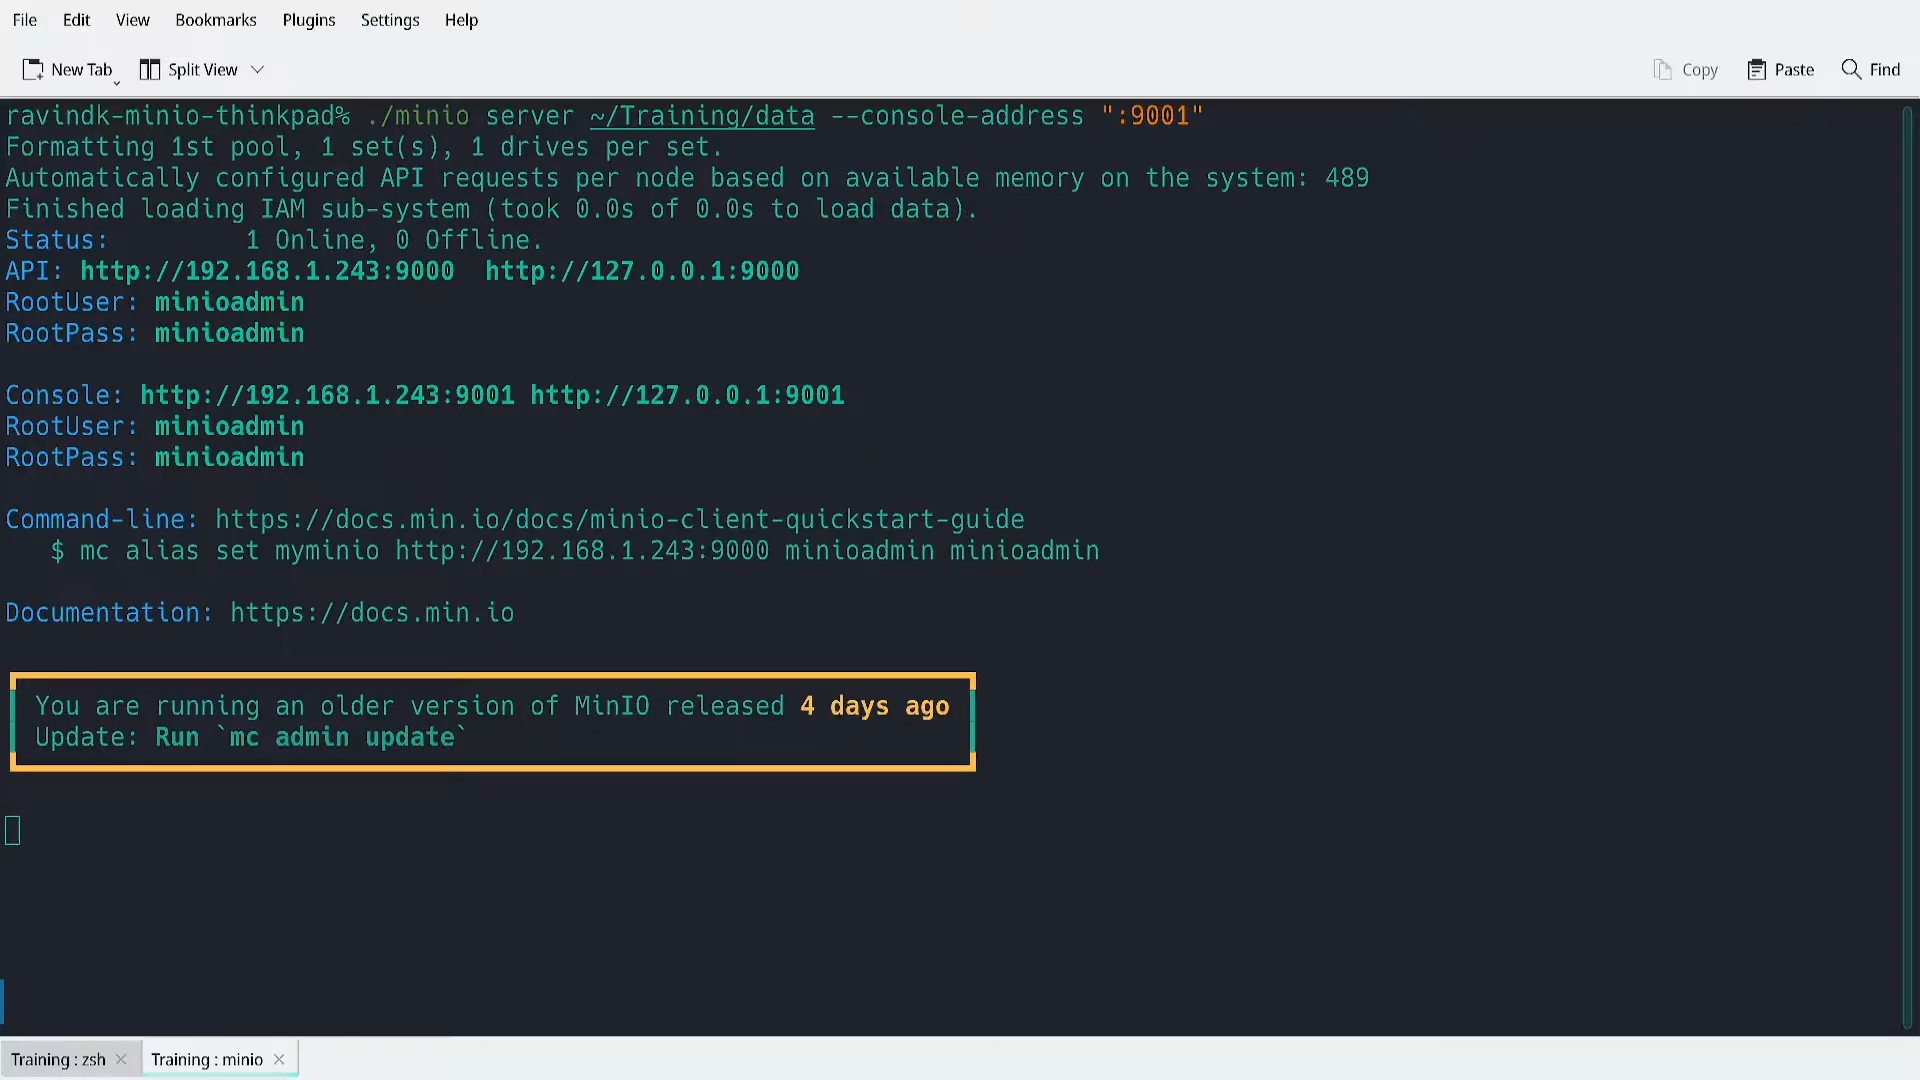 File Edit View Bookmarks Plugins Settings Help
New Tab Split View Copy Paste Find
ravindk-minio-thinkpad% ./minio server ~/Training/data --console-address ":9001"
Formatting 1st pool, 1 set(s), 1 drives per set.
Automatically configured API requests per node based on available memory on the system: 489
Finished loading IAM sub-system (took 0.0s of 0.0s to load data).
Status:         1 Online, 0 Offline.
API: http://192.168.1.243:9000  http://127.0.0.1:9000
RootUser: minioadmin
RootPass: minioadmin
Console: http://192.168.1.243:9001 http://127.0.0.1:9001
RootUser: minioadmin
RootPass: minioadmin
Command-line: https://docs.min.io/docs/minio-client-quickstart-guide
   $ mc alias set myminio http://192.168.1.243:9000 minioadmin minioadmin
Documentation: https://docs.min.io
You are running an older version of MinIO released 4 days ago
Update: Run `mc admin update`
Training : zsh Training : minio